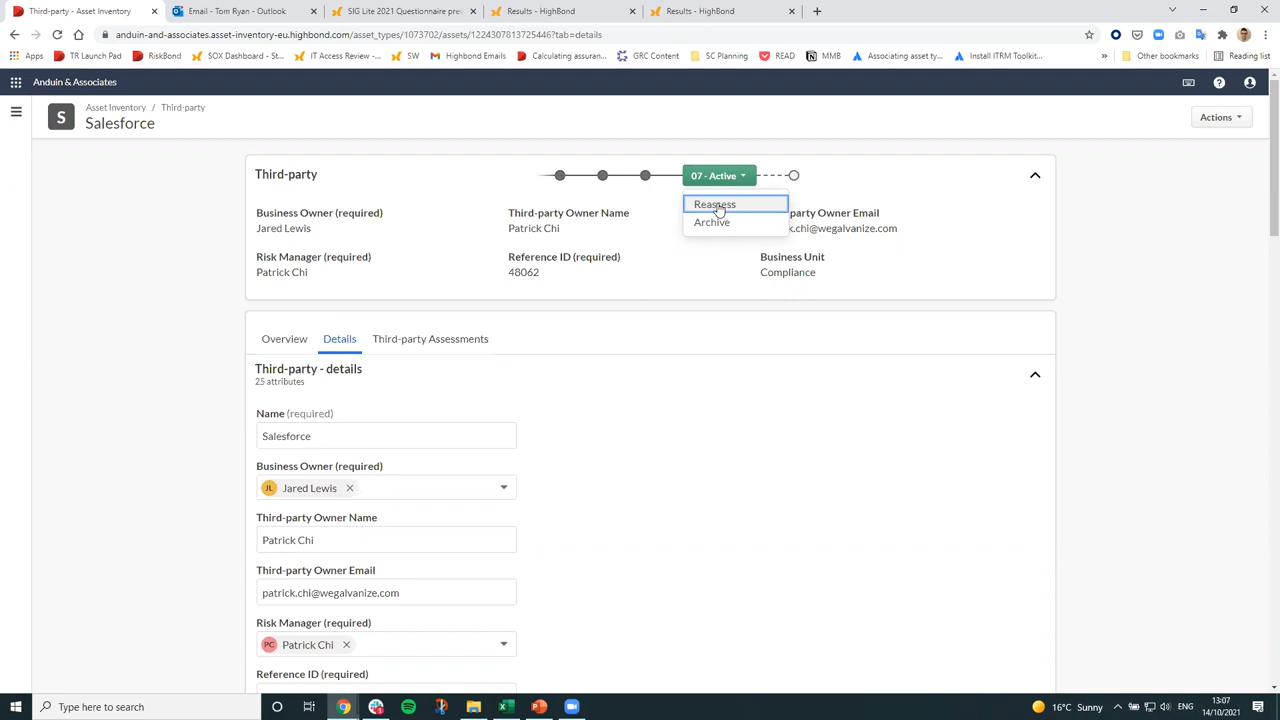 Third-party - Asset Inventory
Email - Tom Ryan - Outlook
SIG Lite 2021 Questionnaire pre
Results - HighBond
Results - HighBond
anduin-and-associates.asset-inventory-eu.highbond.com/asset_types/1073702/assets/12243078137246?tab=details
Apps
TR Launch Pad
RiskBond
SOX Dashboard - St...
IT Access Review -...
SW
Highbond Emails
Calculating assuran...
GRC Content
SC Planning
READ
MMB
Associating asset ty...
Install ITRM Toolkit...
»
Other bookmarks
Reading list
Anduin & Associates
S
Asset Inventory / Third-party
Salesforce
Actions
Third-party
07 - Active
Reassess
Archive
Business Owner (required)
Jared Lewis
Third-party Owner Name
Patrick Chi
party Owner Email
k.chi@wegalvanize.com
Risk Manager (required)
Patrick Chi
Reference ID (required)
48062
Business Unit
Compliance
Overview
Details
Third-party Assessments
Third-party - details
25 attributes
Name (required)
Salesforce
Business Owner (required)
JL Jared Lewis
Third-party Owner Name
Patrick Chi
Third-party Owner Email
patrick.chi@wegalvanize.com
Risk Manager (required)
PC Patrick Chi
Reference ID (required)
Type here to search
16°C Sunny
ENG
13:07
14/10/2021